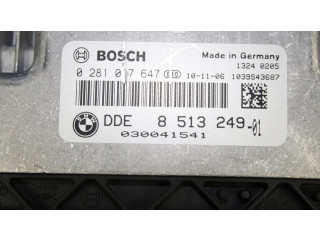 BOSCH
Made in Germany
1324 0205
0 281 017 647 10-11-06 1039S43687
DDE 8 513 249-01
030041541